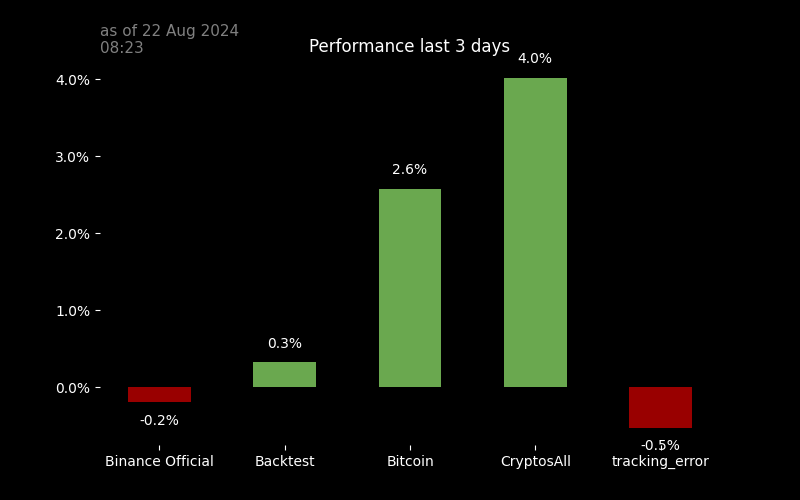 as of 22 Aug 2024
08:23
Performance last 3 days
4.0%
3.0%
2.0%
1.0%
0.0%
-0.2%
0.3%
2.6%
4.0%
-0.5%
Binance Official
Backtest
Bitcoin
CryptosAll
tracking_error